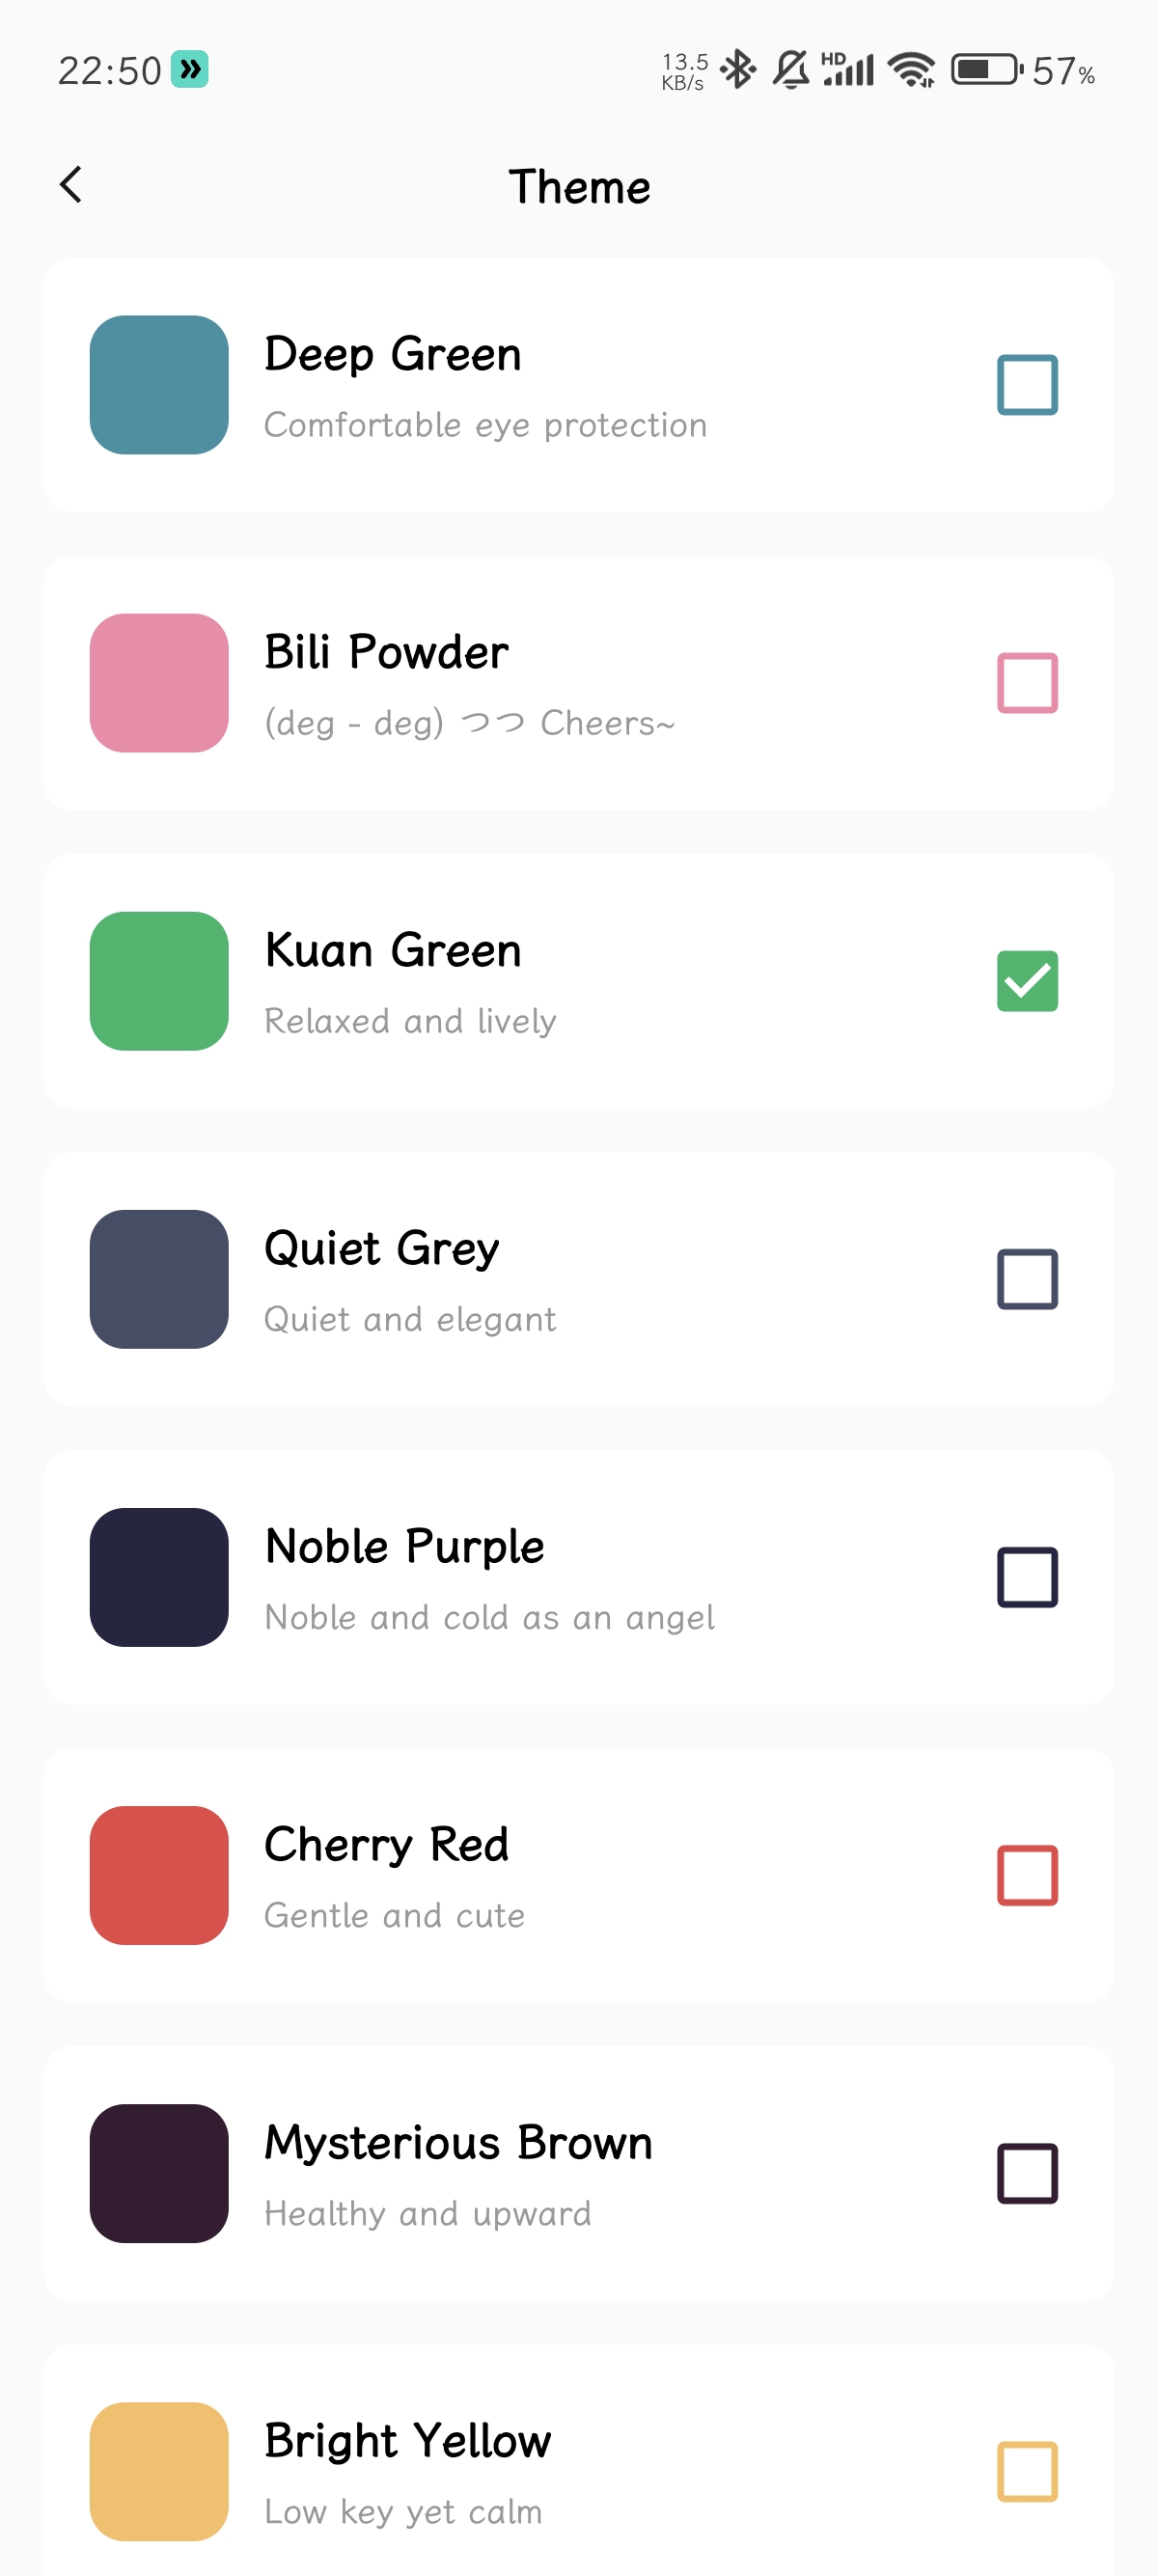 22:50
13.5
KB/s
HD
57%
Theme
Deep Green
Comfortable eye protection
Bili Powder
(deg - deg) つつ Cheers~
Kuan Green
Relaxed and lively
Quiet Grey
Quiet and elegant
Noble Purple
Noble and cold as an angel
Cherry Red
Gentle and cute
Mysterious Brown
Healthy and upward
Bright Yellow
Low key yet calm